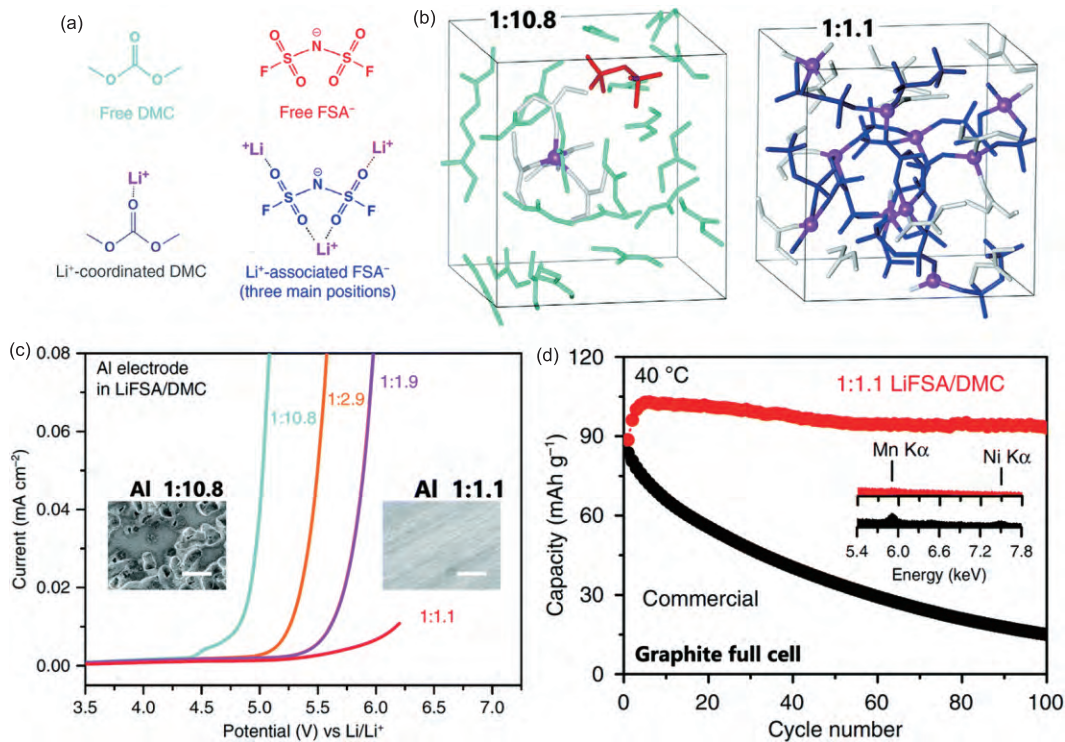 (a)
O
O O
Free DMC
⊖
O O
S N S
F O O F
Free FSA⁻
Li⁺
O
O O
Li⁺-coordinated DMC
⁺Li Li⁺
⊖
O O
S N S
F O O F
Li⁺
Li⁺-associated FSA⁻
(three main positions)
(b)
1:10.8
1:1.1
(c)
0.08
0.06
0.04
0.02
0.00
Current (mA cm⁻²)
Al electrode
in LiFSA/DMC
1:10.8
1:2.9
1:1.9
1:1.1
Al 1:10.8
Al 1:1.1
3.5 4.0 4.5 5.0 5.5 6.0 6.5 7.0
Potential (V) vs Li/Li⁺
(d)
120
90
60
30
0
Capacity (mAh g⁻¹)
40 °C
1:1.1 LiFSA/DMC
Mn Kα Ni Kα
5.4 6.0 6.6 7.2 7.8
Energy (keV)
Commercial
Graphite full cell
0 20 40 60 80 100
Cycle number